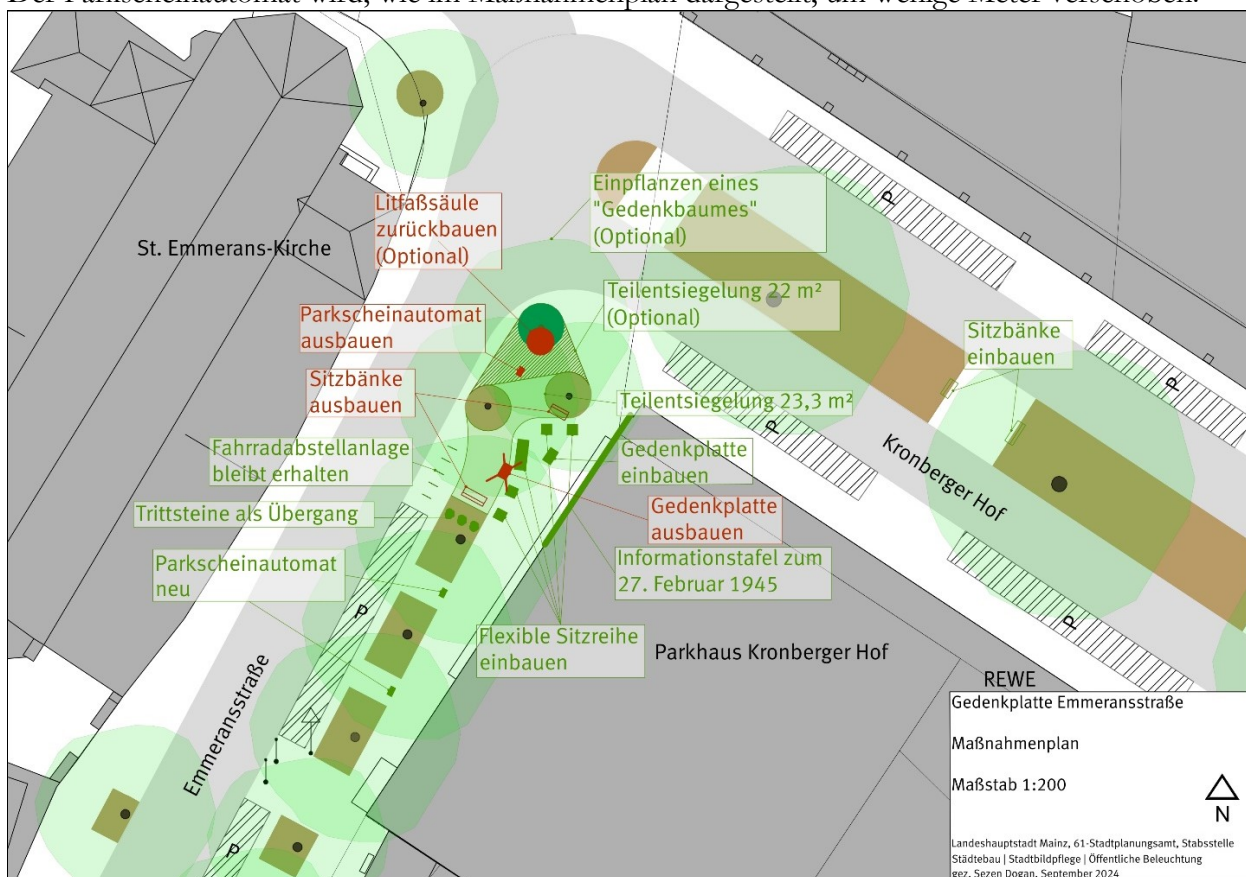 Der Parkscheinautomat wird, wie im Maßnahmenplan dargestellt, um wenige Meter verschoben.
Einpflanzen eines
"Gedenkbaumes"
(Optional)
P
Litfaßsäule
zurückbauen
(Optional)
St. Emmerans-Kirche
Teilentsiegelung 22 m²
(Optional)
Parkscheinautomat
ausbauen
Sitzbänke
einbauen
P
Sitzbänke
ausbauen
Teilentsiegelung 23,3 m²
P
Fahrradabstellanlage
bleibt erhalten
Gedenkplatte
einbauen
Kronberger Hof
Trittsteine als Übergang
Gedenkplatte
ausbauen
Parkscheinautomat
neu
Informationstafel zum
27. Februar 1945
P
P
Flexible Sitzreihe
einbauen
Parkhaus Kronberger Hof
REWE
Emmeransstraße
P
Gedenkplatte Emmeransstraße
Maßnahmenplan
Maßstab 1:200
N
Landeshauptstadt Mainz, 61-Stadtplanungsamt, Stabsstelle
Städtebau | Stadtbildpflege | Öffentliche Beleuchtung
gez. Sezen Dogan, September 2024